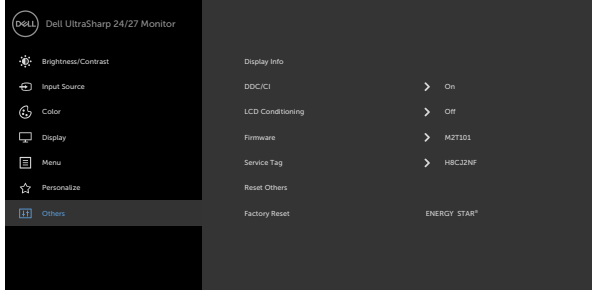 DELL Dell UltraSharp 24/27 Monitor
Brightness/Contrast
Input Source
Color
Display
Menu
Personalize
Others
Display Info
DDC/CI On
LCD Conditioning Off
Firmware M2T101
Service Tag H8CJ2NF
Reset Others
Factory Reset ENERGY STAR®